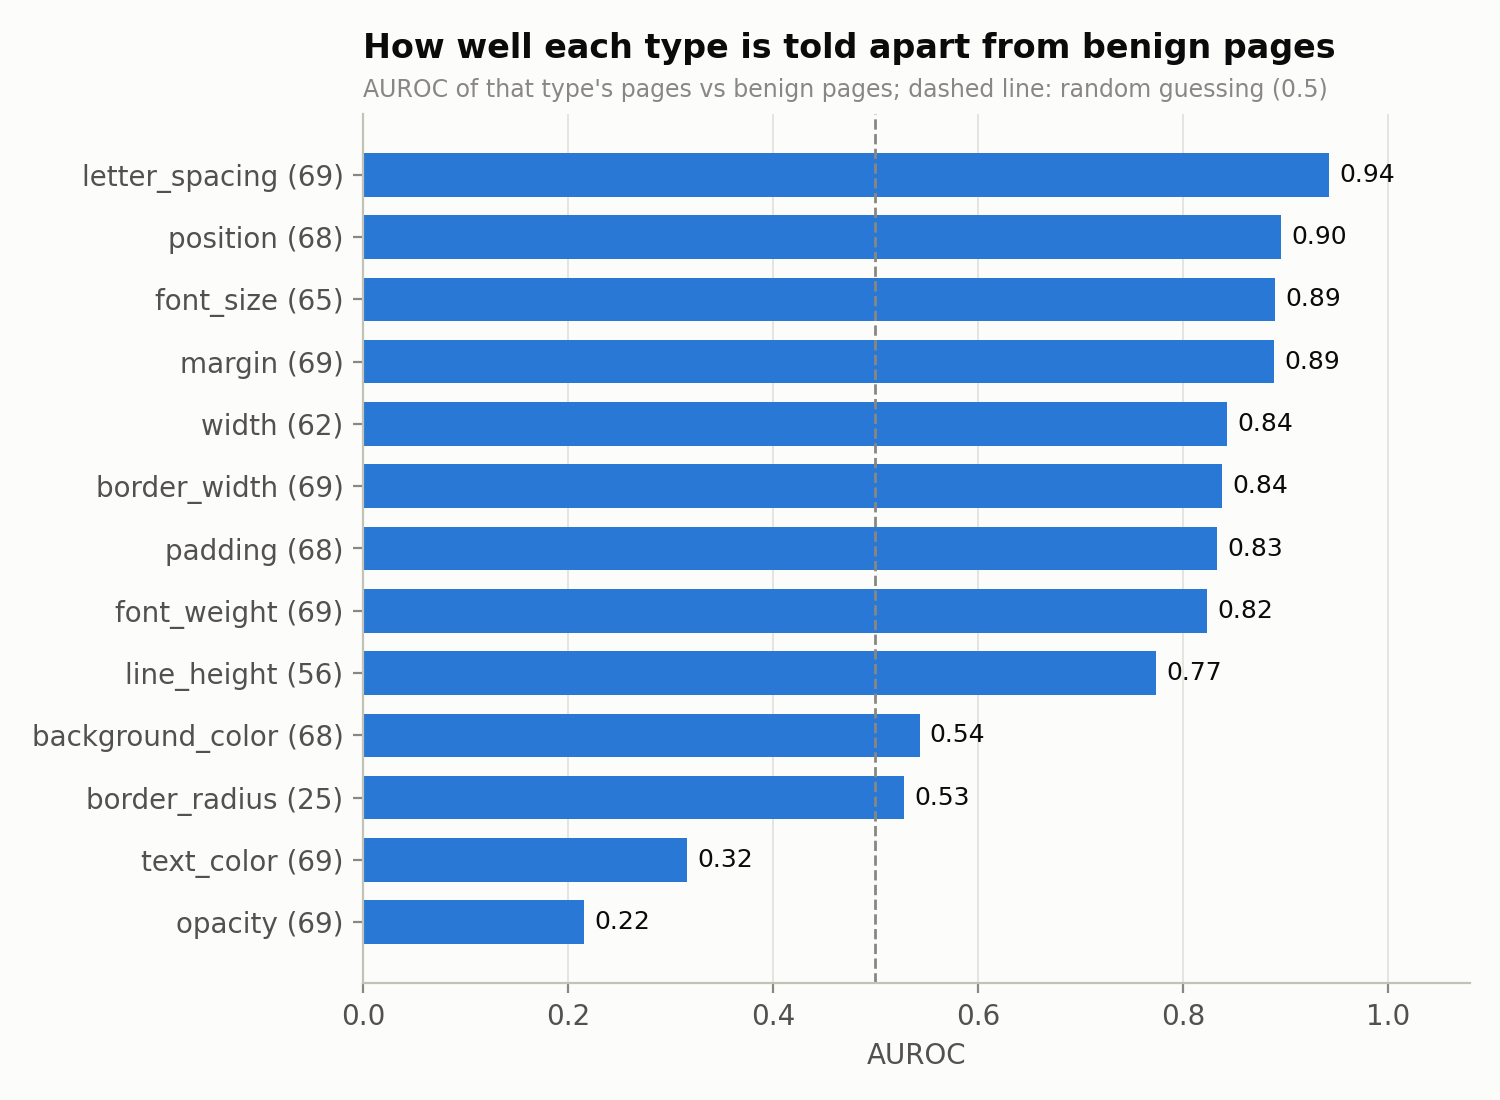 How well each type is told apart from benign pages
AUROC of that type's pages vs benign pages; dashed line: random guessing (0.5)
letter_spacing (69) 0.94
position (68) 0.90
font_size (65) 0.89
margin (69) 0.89
width (62) 0.84
border_width (69) 0.84
padding (68) 0.83
font_weight (69) 0.82
line_height (56) 0.77
background_color (68) 0.54
border_radius (25) 0.53
text_color (69) 0.32
opacity (69) 0.22
0.0 0.2 0.4 0.6 0.8 1.0
AUROC